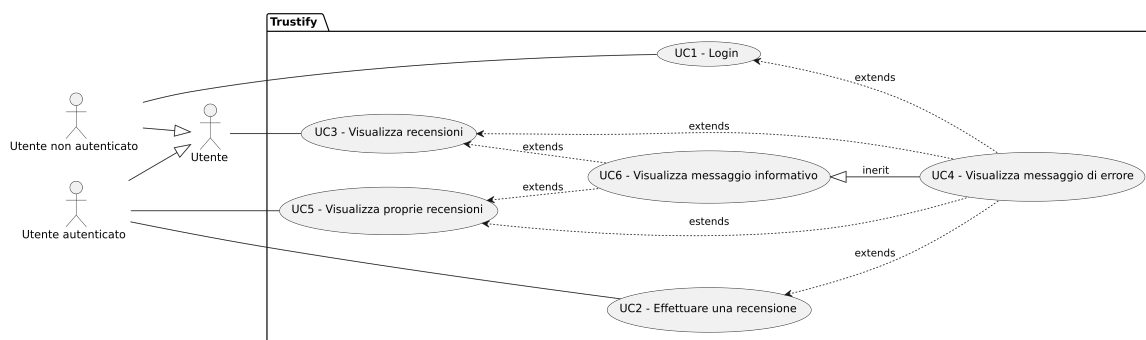 Trustify
UC1 - Login
extends
Utente non autenticato
Utente
UC3 - Visualizza recensioni
extends
extends
UC6 - Visualizza messaggio informativo
inerit
UC4 - Visualizza messaggio di errore
extends
UC5 - Visualizza proprie recensioni
estends
Utente autenticato
extends
UC2 - Effettuare una recensione